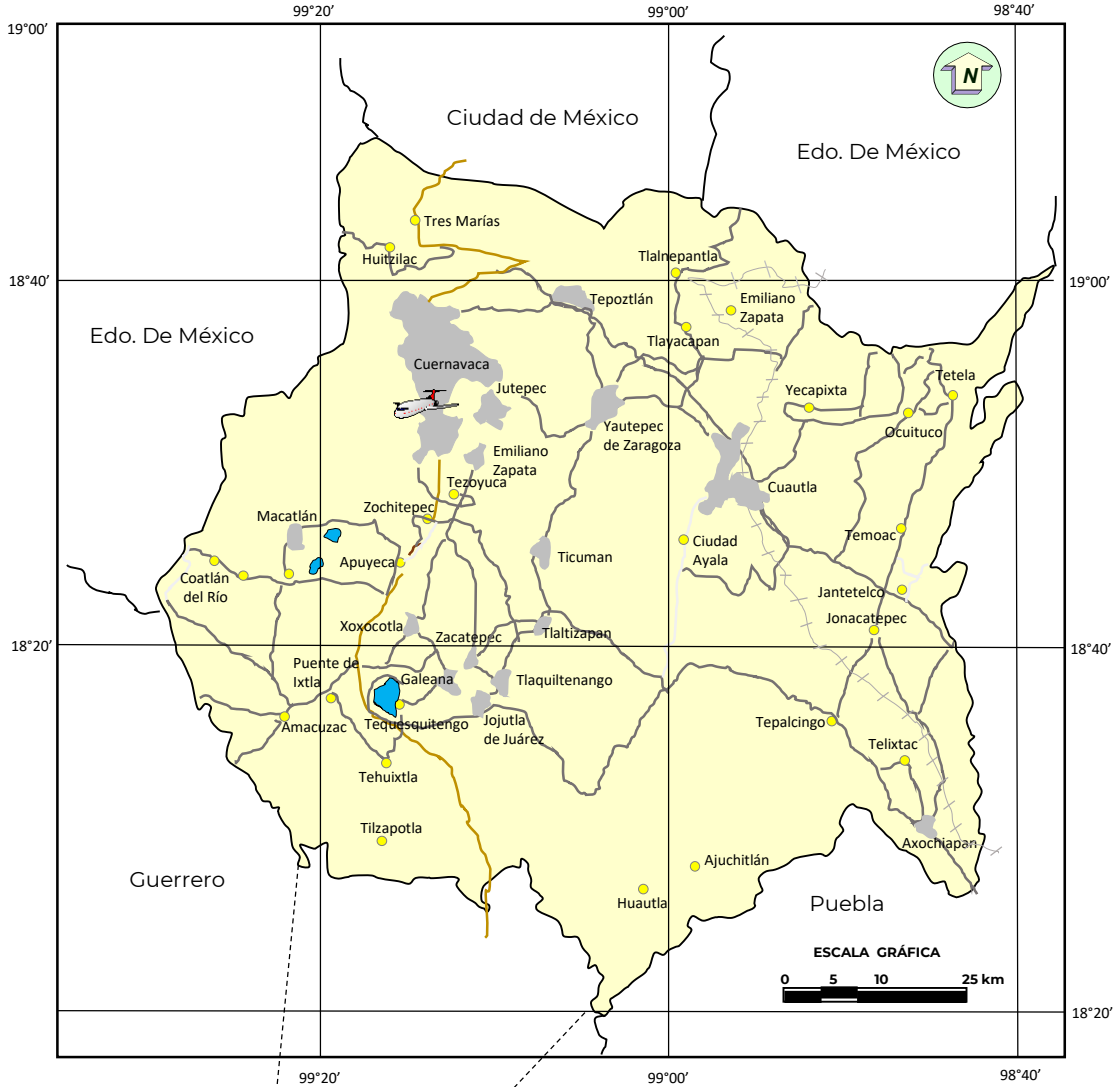 99°20′
99°00′
98°40′
19°00′
N
Ciudad de México
Edo. De México
Tres Marías
Huitzilac
Tlalnepantla
18°40′
19°00′
Tepoztlán
Emiliano
Zapata
Edo. De México
Tlayacapan
Cuernavaca
Tetela
Jutepec
Yecapixta
Yautepec
de Zaragoza
Ocuituco
Emiliano
Zapata
Tezoyuca
Cuautla
Zochitepec
Macatlán
Temoac
Ciudad
Ayala
Ticuman
Apuyeca
Coatlán
del Río
Jantetelco
Jonacatepec
Xoxocotla
Zacatepec
Tlaltizapan
18°20′
18°40′
Puente de
Ixtla
Galeana
Tlaquiltenango
Amacuzac
Tequesquitengo
Jojutla
de Juárez
Tepalcingo
Telixtac
Tehuixtla
Tilzapotla
Axochiapan
Ajuchitlán
Guerrero
Huautla
Puebla
ESCALA GRÁFICA
0 5 10 25 km
18°20′
99°20′
99°00′
98°40′